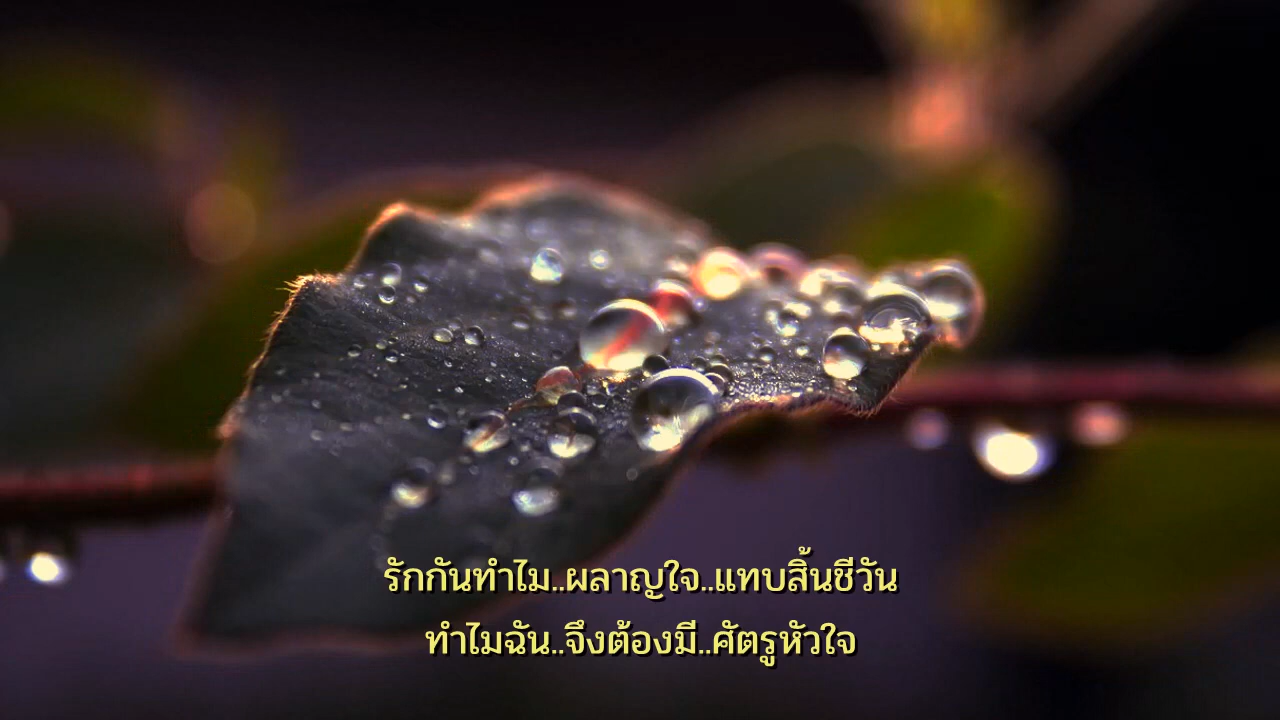 รักกันทำไม..ผลาญใจ..แทบสิ้นชีวัน
ทำไมฉัน..จึงต้องมี..ศัตรูหัวใจ